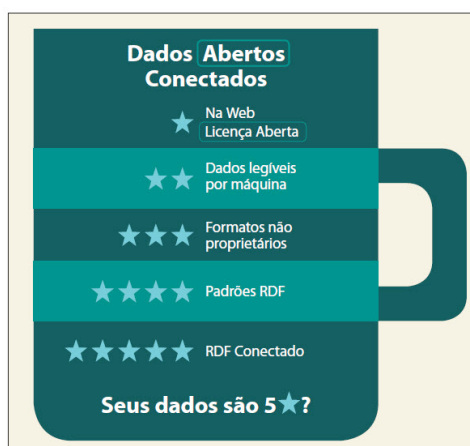 Dados Abertos
Conectados
Na Web
Licença Aberta
Dados legíveis
por máquina
Formatos não
proprietários
Padrões RDF
RDF Conectado
Seus dados são 5★?